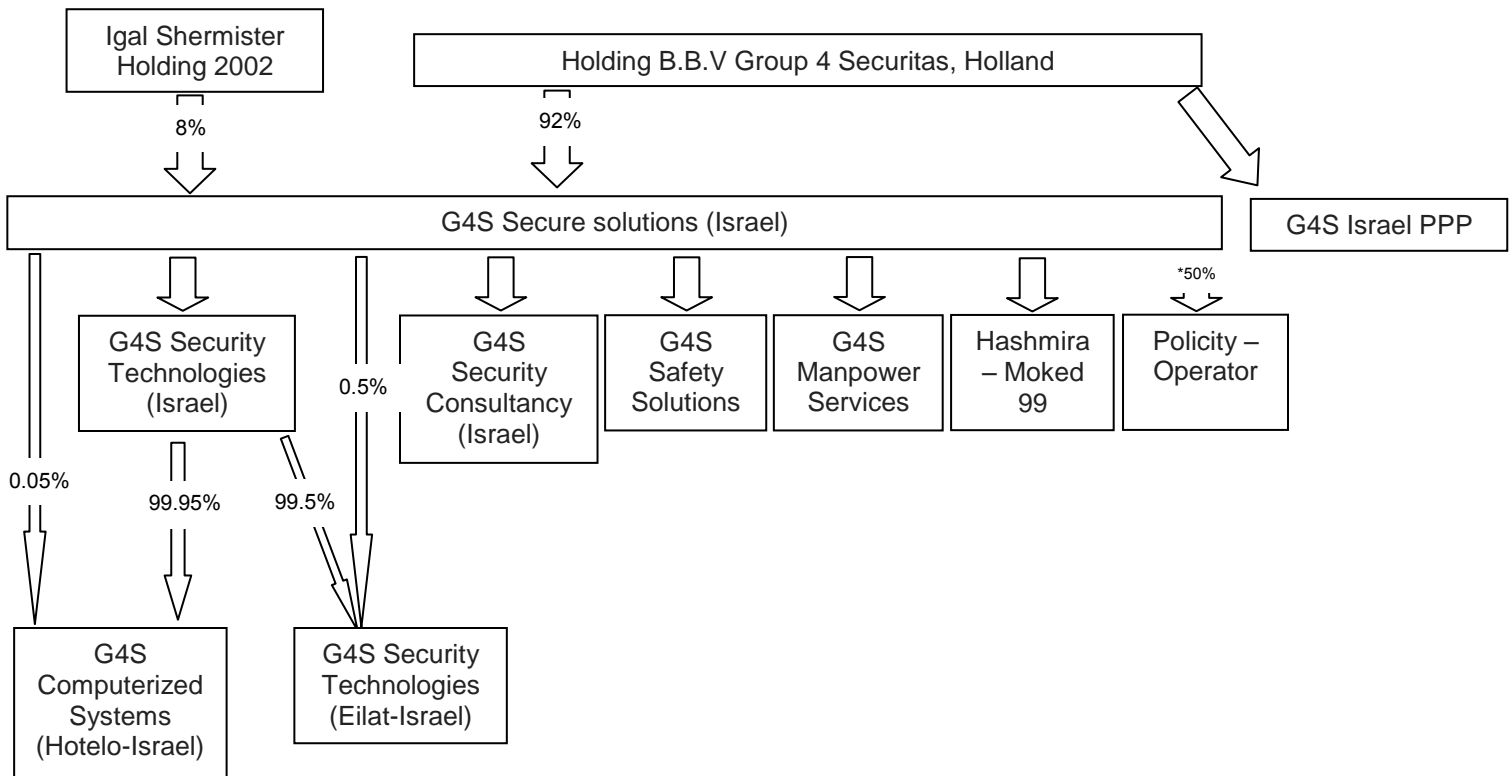 Igal Shermister
Holding 2002
Holding B.B.V Group 4 Securitas, Holland
8%
92%
G4S Secure solutions (Israel)
G4S Israel PPP
*50%
G4S Security
Technologies
(Israel)
0.5%
G4S
Security
Consultancy
(Israel)
G4S
Safety
Solutions
G4S
Manpower
Services
Hashmira
– Moked
99
Policity –
Operator
0.05%
99.95%
99.5%
G4S
Computerized
Systems
(Hotelo-Israel)
G4S Security
Technologies
(Eilat-Israel)